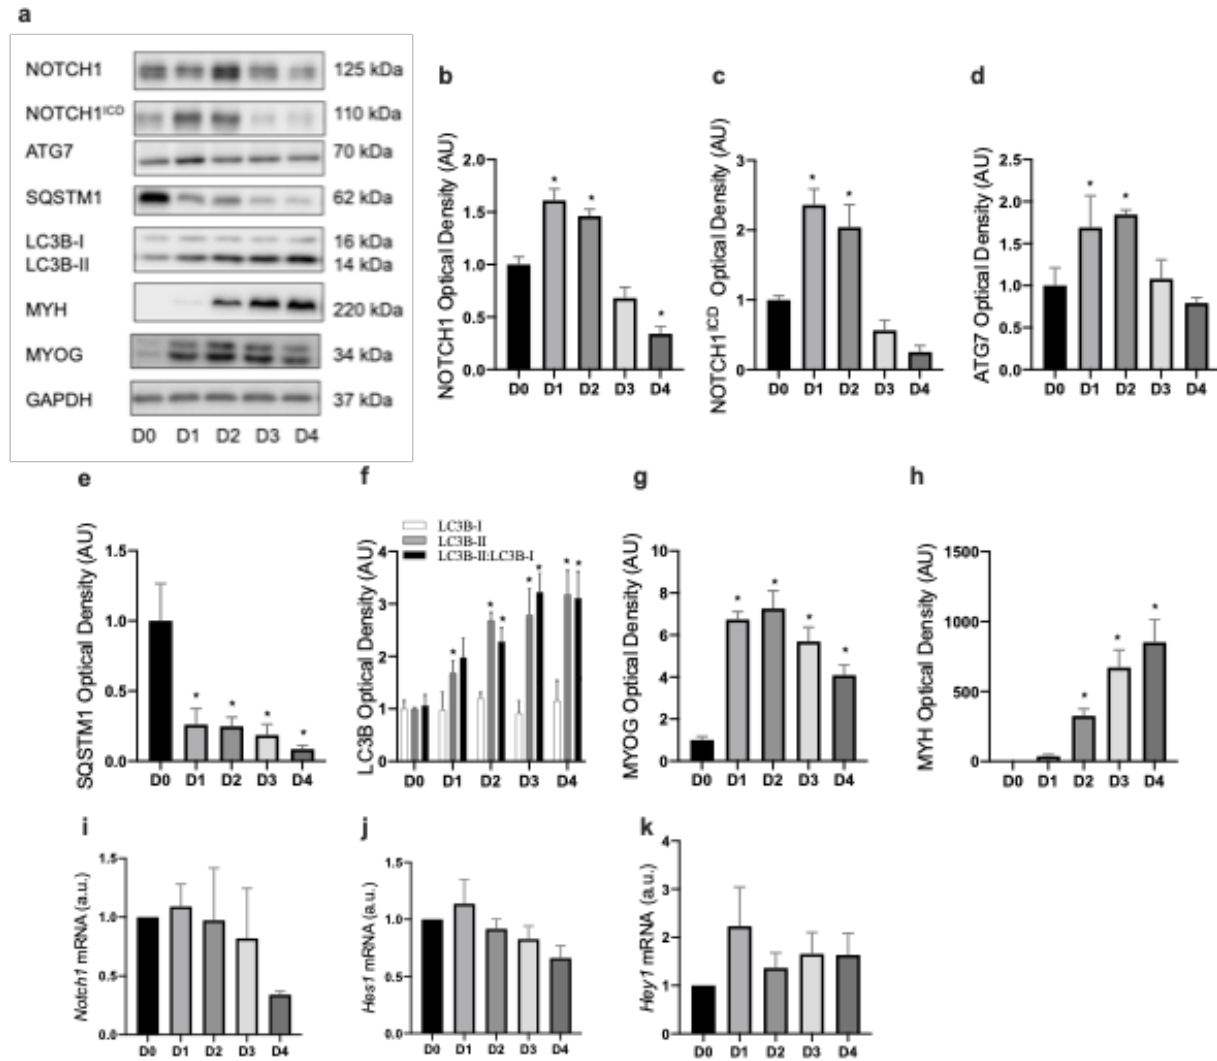 a
NOTCH1 125 kDa
NOTCH1ICD 110 kDa
ATG7 70 kDa
SQSTM1 62 kDa
LC3B-I 16 kDa
LC3B-II 14 kDa
MYH 220 kDa
MYOG 34 kDa
GAPDH 37 kDa
D0 D1 D2 D3 D4
b
NOTCH1 Optical Density (AU)
2.0
1.5
1.0
0.5
0.0
* * *
D0 D1 D2 D3 D4
c
NOTCH1ICD Optical Density (AU)
3
2
1
0
* *
D0 D1 D2 D3 D4
d
ATG7 Optical Density (AU)
2.5
2.0
1.5
1.0
0.5
0.0
* *
D0 D1 D2 D3 D4
e
SQSTM1 Optical Density (AU)
1.5
1.0
0.5
0.0
* * * *
D0 D1 D2 D3 D4
f
LC3B-I
LC3B-II
LC3B-II:LC3B-I
LC3B Optical Density (AU)
4
3
2
1
0
* * * * * * *
D0 D1 D2 D3 D4
g
MYOG Optical Density (AU)
10
8
6
4
2
0
* * * *
D0 D1 D2 D3 D4
h
MYH Optical Density (AU)
1500
1000
500
0
* * *
D0 D1 D2 D3 D4
i
Notch1 mRNA (a.u.)
1.5
1.0
0.5
0.0
D0 D1 D2 D3 D4
j
Hes1 mRNA (a.u.)
1.5
1.0
0.5
0.0
D0 D1 D2 D3 D4
k
Hey1 mRNA (a.u.)
4
3
2
1
0
D0 D1 D2 D3 D4